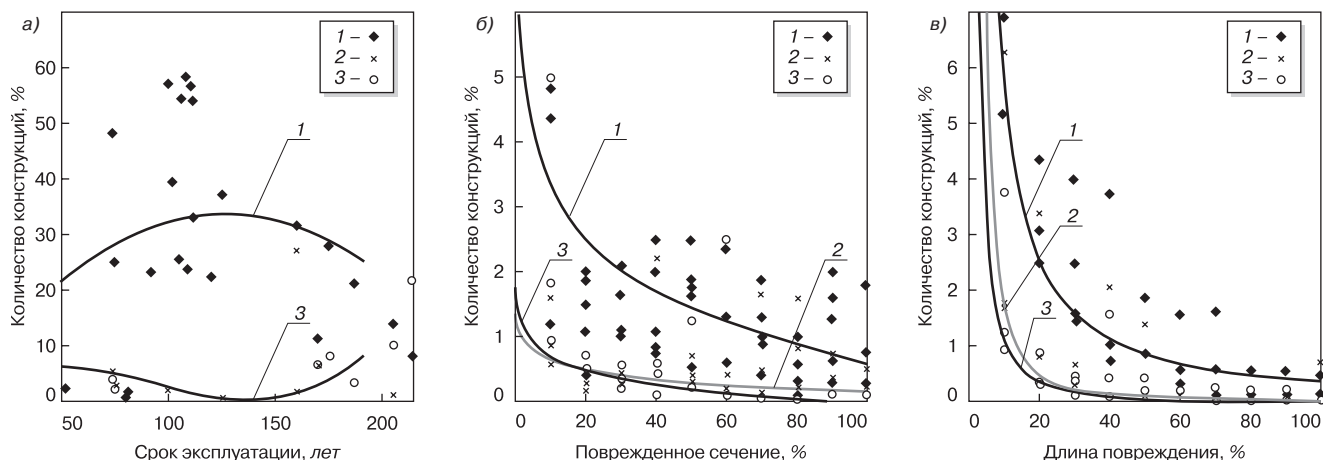 а)
1 – ◆
2 – ×
3 – ○
Количество конструкций, %
60
50
40
30
20
10
0
1
3
50
100
150
200
Срок эксплуатации, лет
б)
1 – ◆
2 – ×
3 – ○
Количество конструкций, %
5
4
3
2
1
0
1
3
2
0
20
40
60
80
100
Поврежденное сечение, %
в)
1 – ◆
2 – ×
3 – ○
Количество конструкций, %
6
5
4
3
2
1
0
1
2
3
0
20
40
60
80
100
Длина повреждения, %